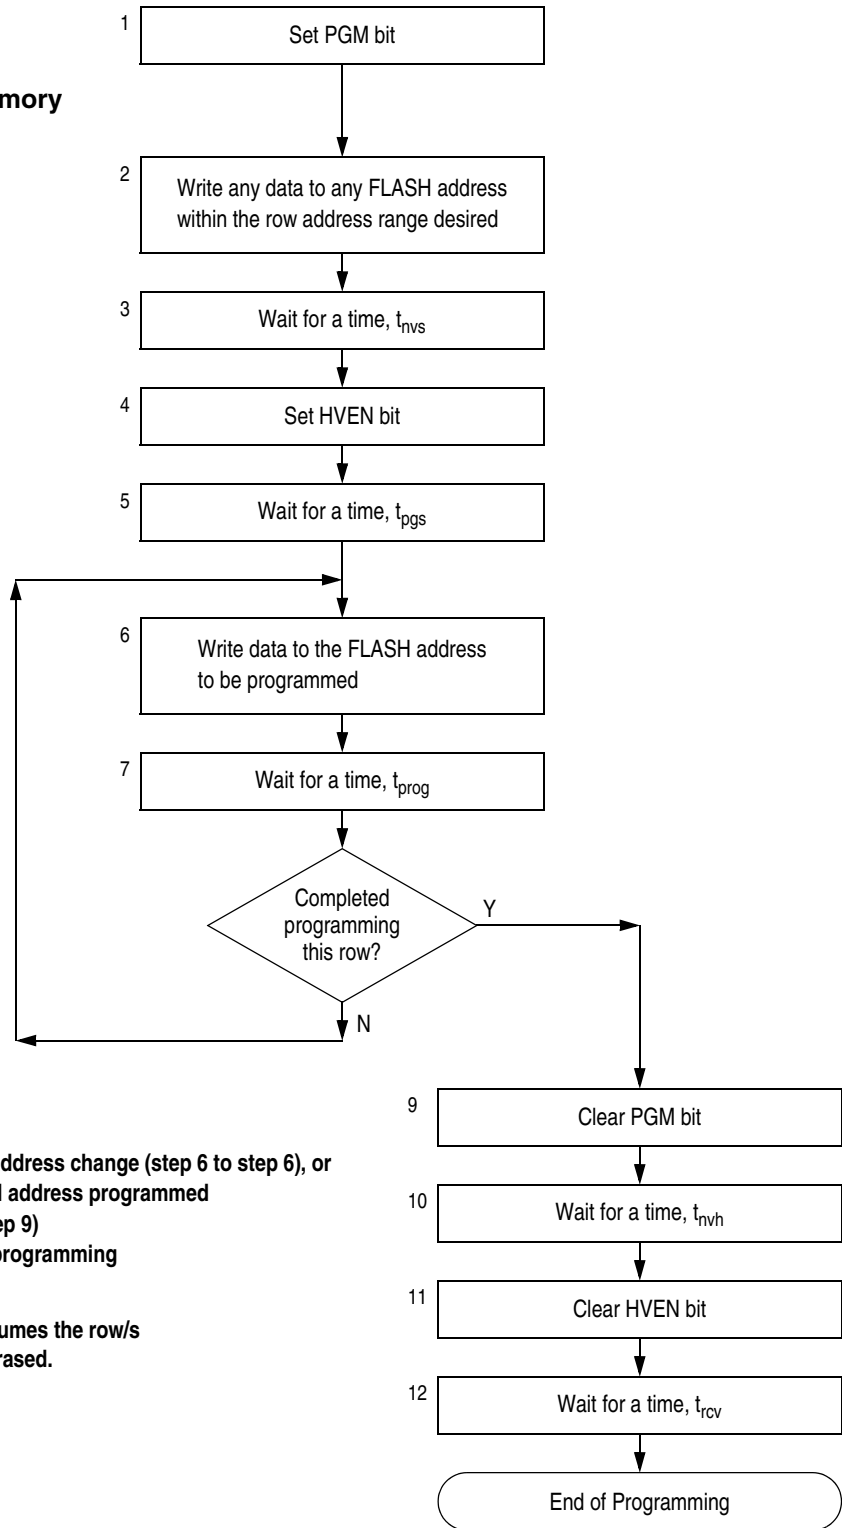 1
Set PGM bit
mory
2
Write any data to any FLASH address
within the row address range desired
3
Wait for a time, tnvs
4
Set HVEN bit
5
Wait for a time, tpgs
6
Write data to the FLASH address
to be programmed
7
Wait for a time, tprog
Completed
programming
this row?
Y
N
9
Clear PGM bit
ddress change (step 6 to step 6), or
address programmed
ep 9)
programming
10
Wait for a time, tnvh
11
Clear HVEN bit
umes the row/s
rased.
12
Wait for a time, trcv
End of Programming